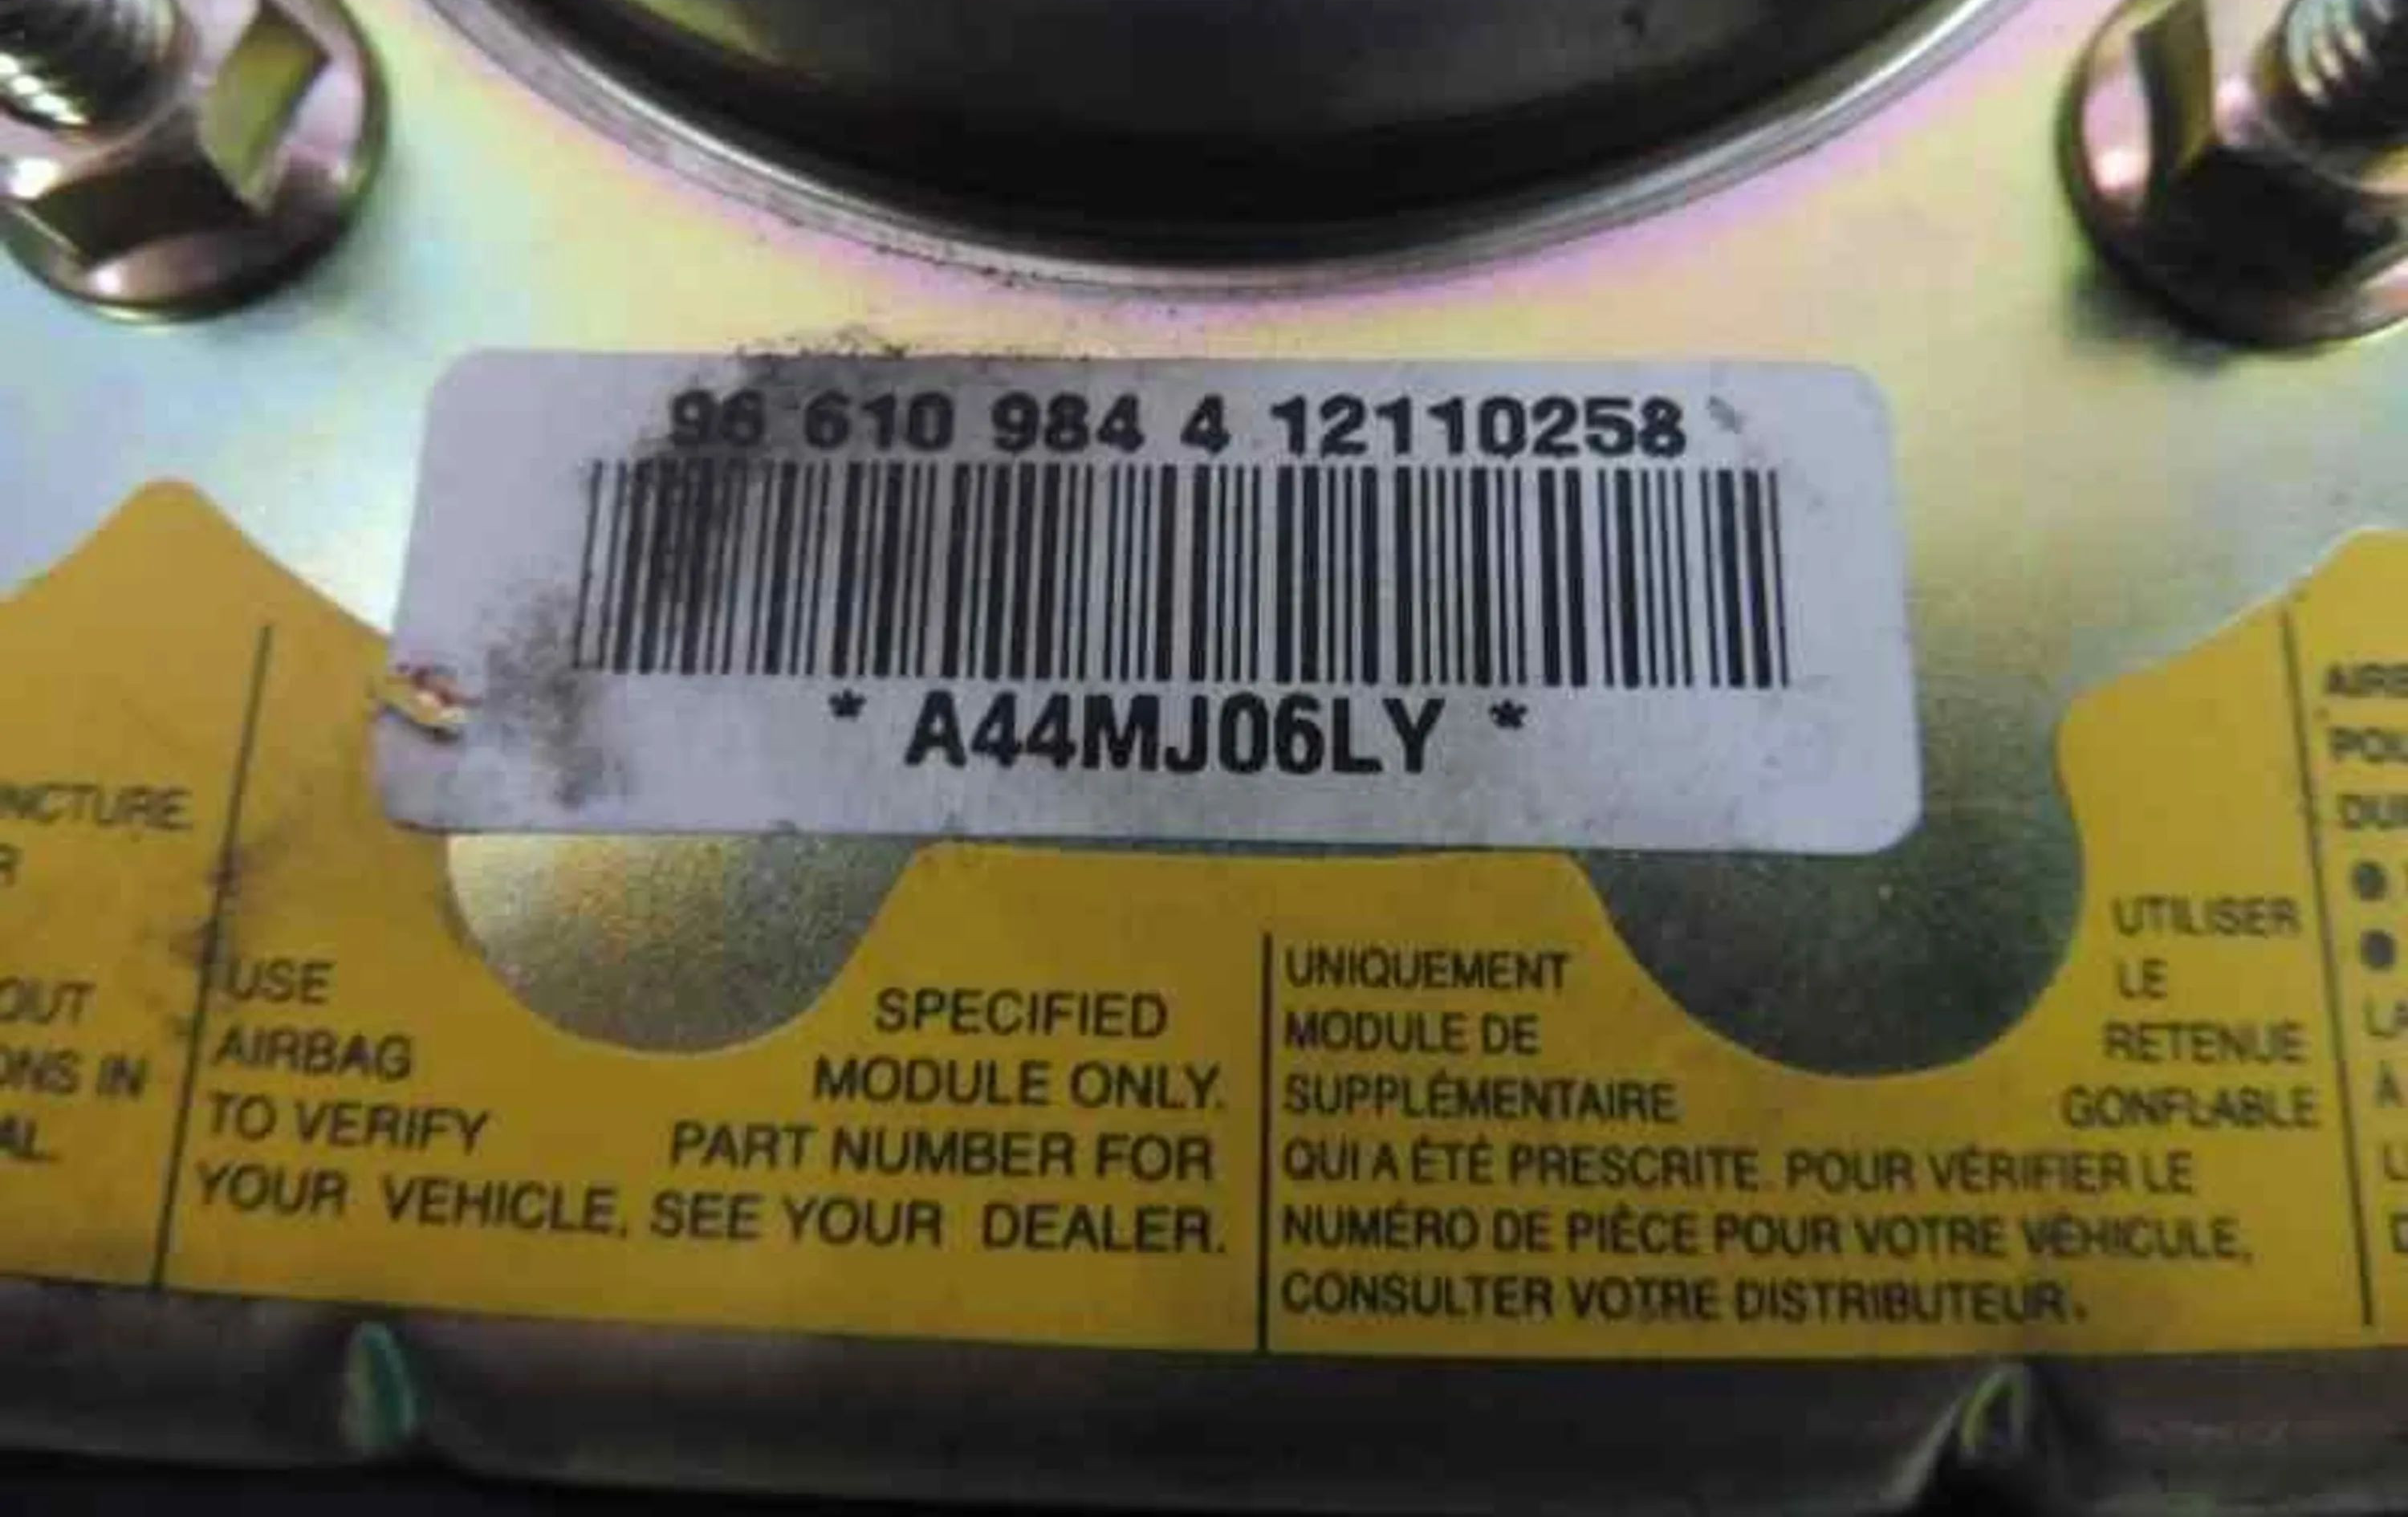 96 610 984 4 12110258
* A44MJ06LY *
OUT
IN
USE
AIRBAG
TO VERIFY
YOUR VEHICLE, SEE YOUR DEALER.
SPECIFIED
MODULE ONLY.
PART NUMBER FOR
UNIQUEMENT
MODULE DE
SUPPLÉMENTAIRE
QUI A ÉTÉ PRESCRITE. POUR VÉRIFIER LE
NUMÉRO DE PIÈCE POUR VOTRE VÉHICULE,
CONSULTER VOTRE DISTRIBUTEUR.
UTILISER
LE
RETENUE
GONFLABLE